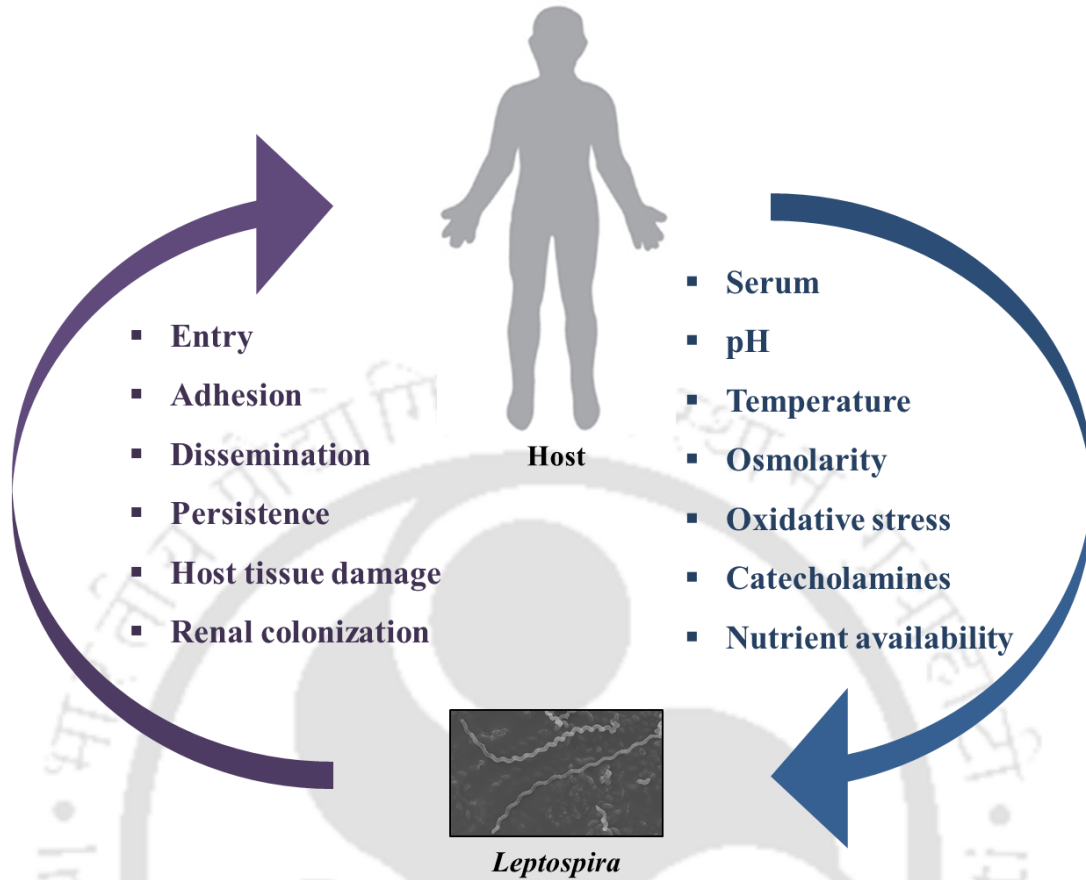 ▪ Entry
▪ Adhesion
▪ Dissemination
▪ Persistence
▪ Host tissue damage
▪ Renal colonization
Host
▪ Serum
▪ pH
▪ Temperature
▪ Osmolarity
▪ Oxidative stress
▪ Catecholamines
▪ Nutrient availability
Leptospira